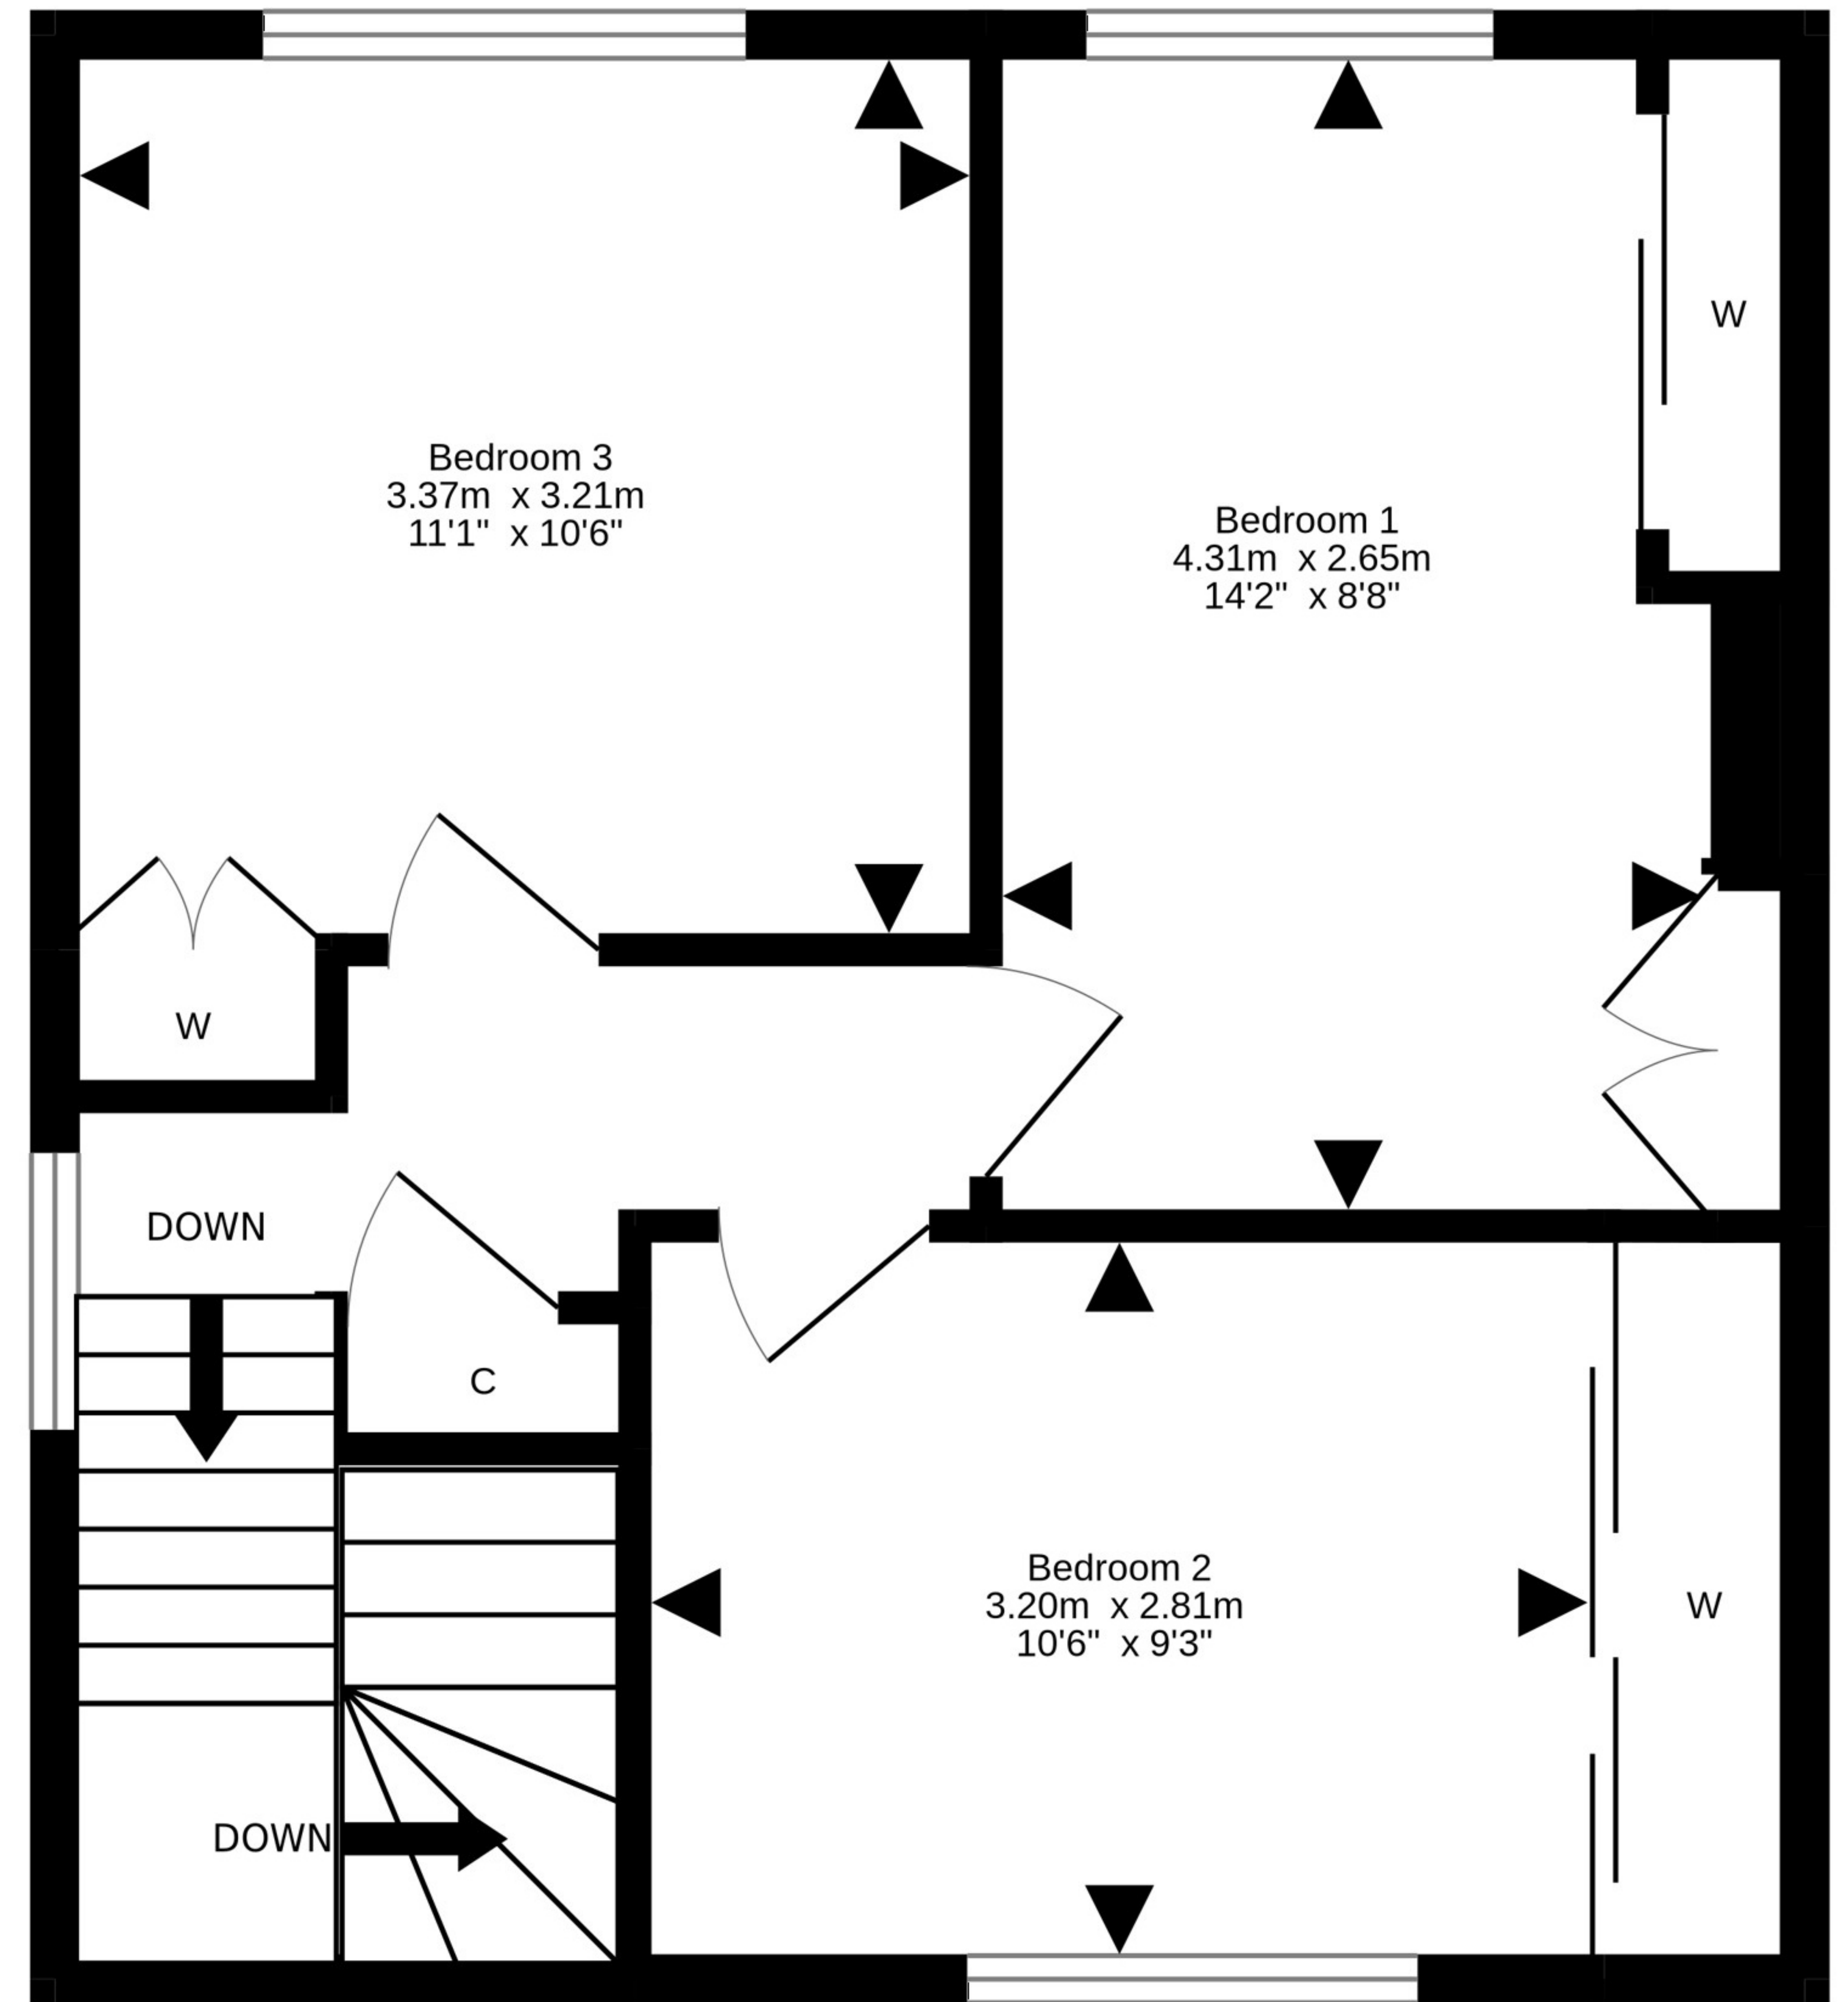 W
Bedroom 3
3.37m x 3.21m
11'1" x 10'6"
Bedroom 1
4.31m x 2.65m
14'2" x 8'8"
W
DOWN
C
Bedroom 2
3.20m x 2.81m
10'6" x 9'3"
W
DOWN